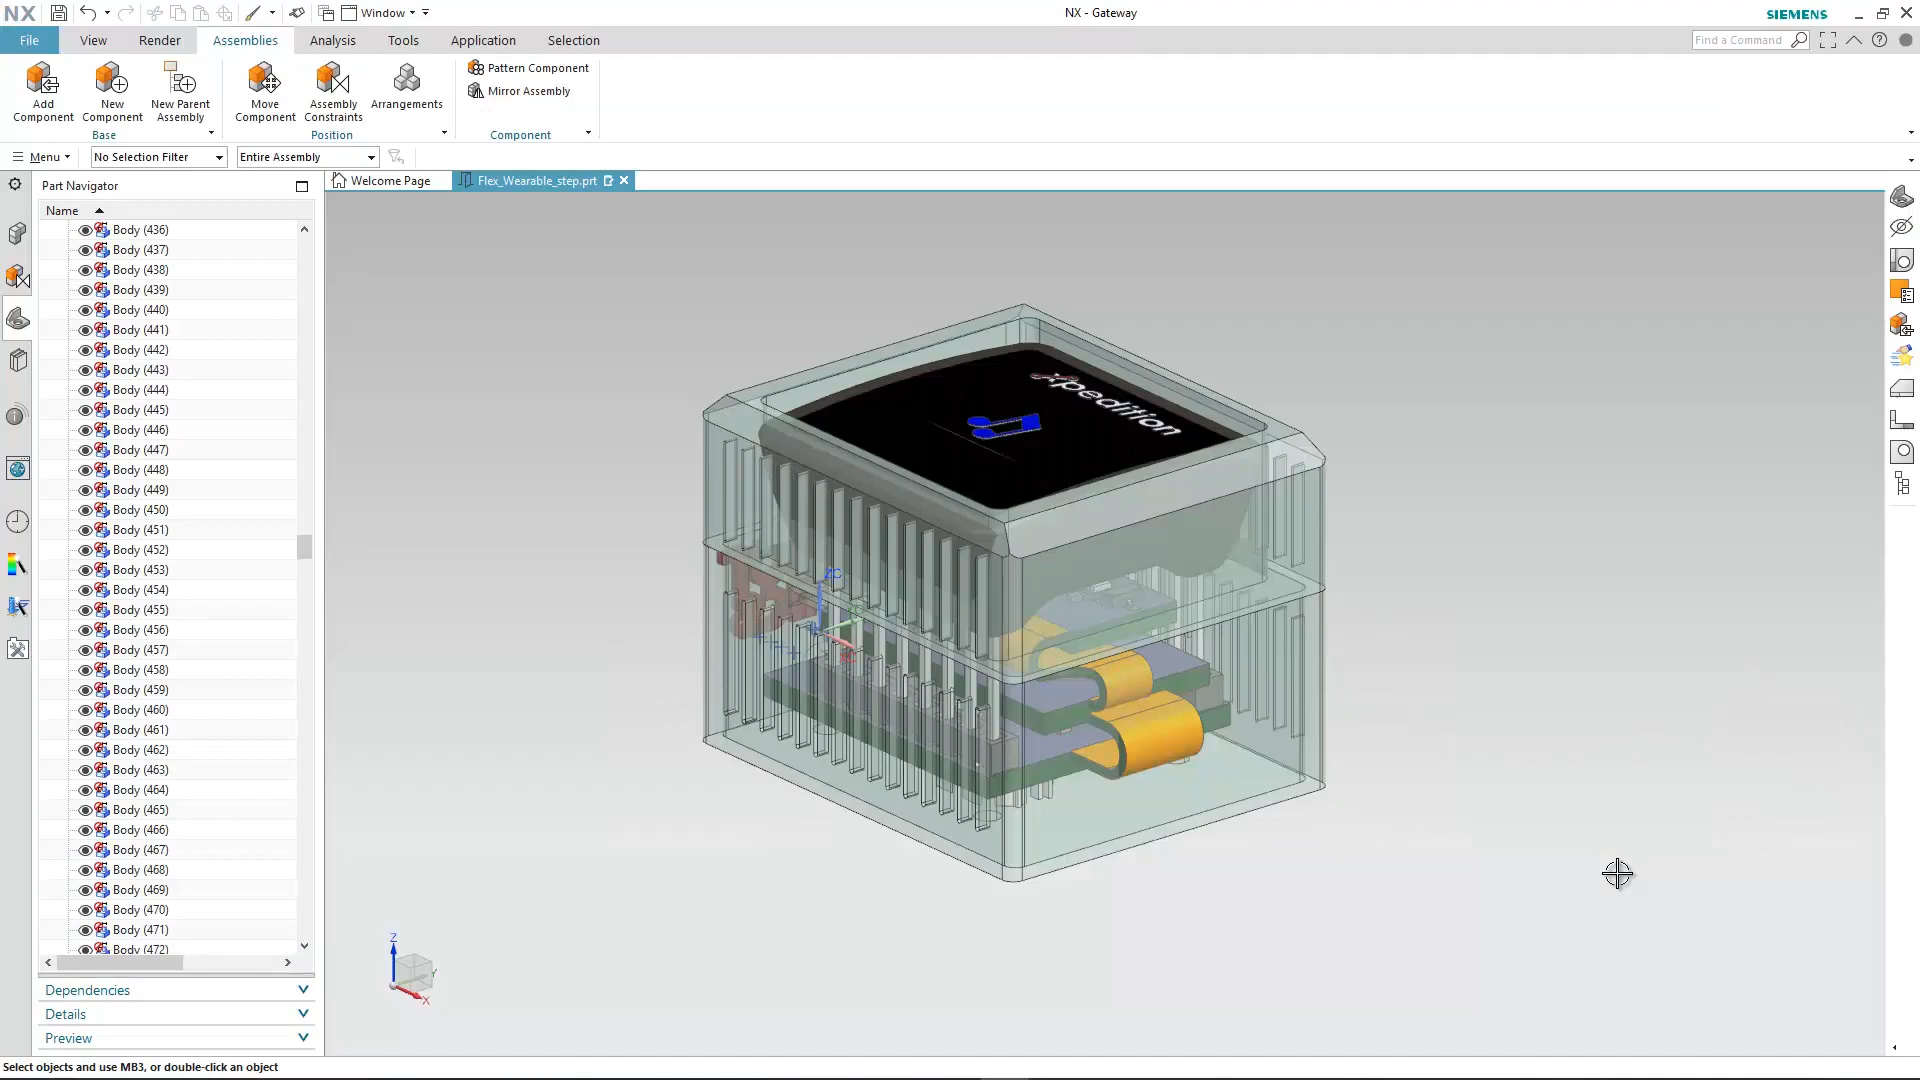 NX
Window
NX - Gateway
SIEMENS
File
View
Render
Assemblies
Analysis
Tools
Application
Selection
Find a Command
Add
Component
New
Component
New Parent
Assembly
Base
Move
Component
Assembly
Constraints
Arrangements
Position
Pattern Component
Mirror Assembly
Component
Menu
No Selection Filter
Entire Assembly
Part Navigator
Welcome Page
Flex_Wearable_step.prt
Name
Body (436)
Body (437)
Body (438)
Body (439)
Body (440)
Body (441)
Body (442)
Body (443)
Body (444)
Body (445)
Body (446)
Body (447)
Body (448)
Body (449)
Body (450)
Body (451)
Body (452)
Body (453)
Body (454)
Body (455)
Body (456)
Body (457)
Body (458)
Body (459)
Body (460)
Body (461)
Body (462)
Body (463)
Body (464)
Body (465)
Body (466)
Body (467)
Body (468)
Body (469)
Body (470)
Body (471)
Body (472)
Xpedition
ZC
XC
Z
Y
X
Dependencies
Details
Preview
Select objects and use MB3, or double-click an object